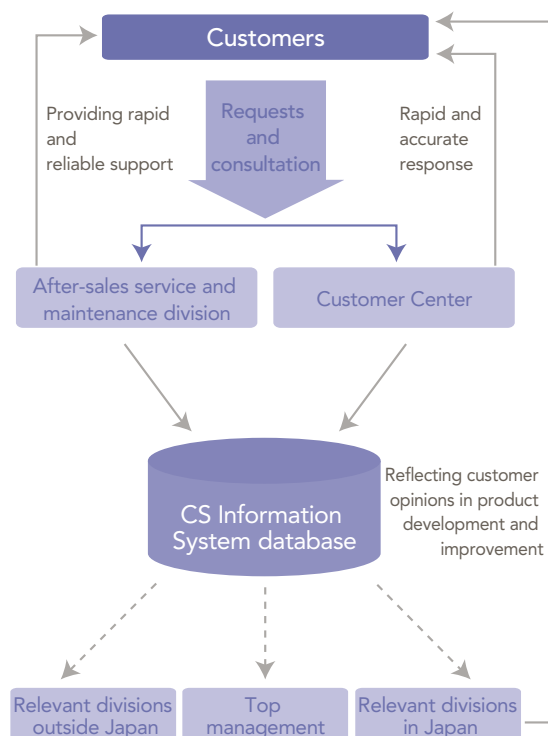 Customers
Providing rapid
and
reliable support
Requests
and
consultation
Rapid and
accurate
response
After-sales service and
maintenance division
Customer Center
CS Information
System database
Reflecting customer
opinions in product
development and
improvement
Relevant divisions
outside Japan
Top
management
Relevant divisions
in Japan